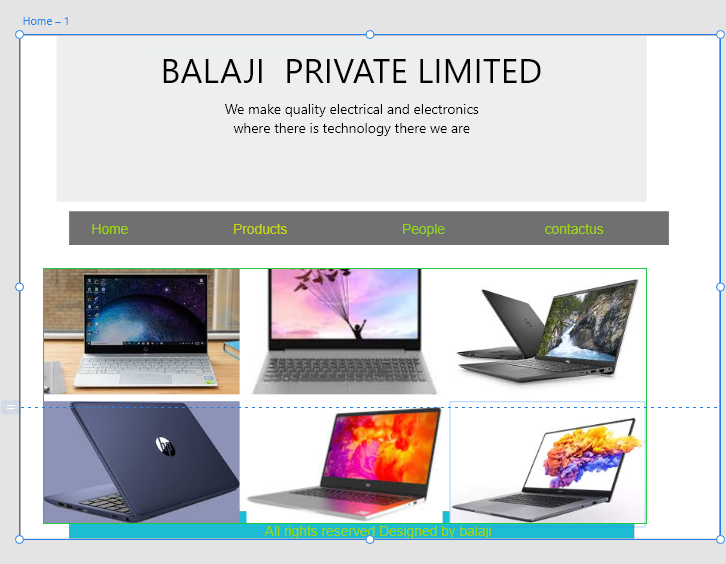 Home – 1
BALAJI PRIVATE LIMITED
We make quality electrical and electronics
where there is technology there we are
Home Products People contactus
hp
All rights reserved Designed by balaji